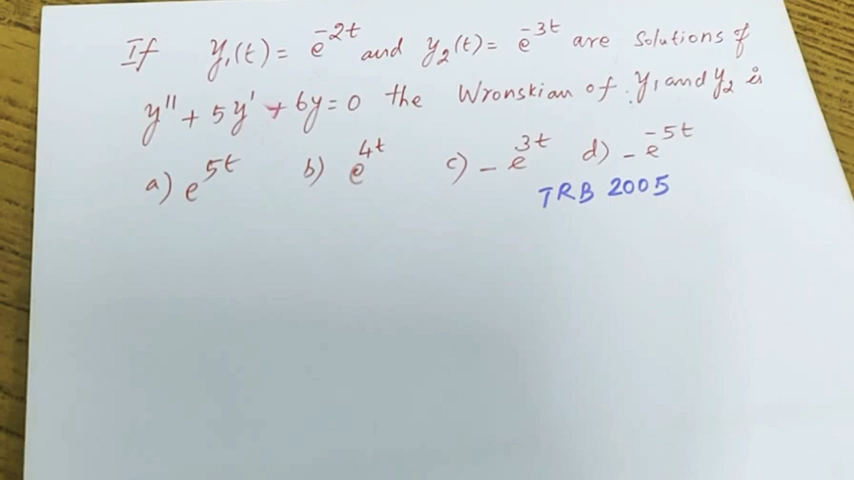 If y₁(t) = e^{-2t} and y₂(t) = e^{-3t} are solutions of
y'' + 5y' + 6y = 0 the Wronskian of y₁ and y₂ is
a) e^{5t} b) e^{4t} c) - e^{3t} d) - e^{-5t}
TRB 2005